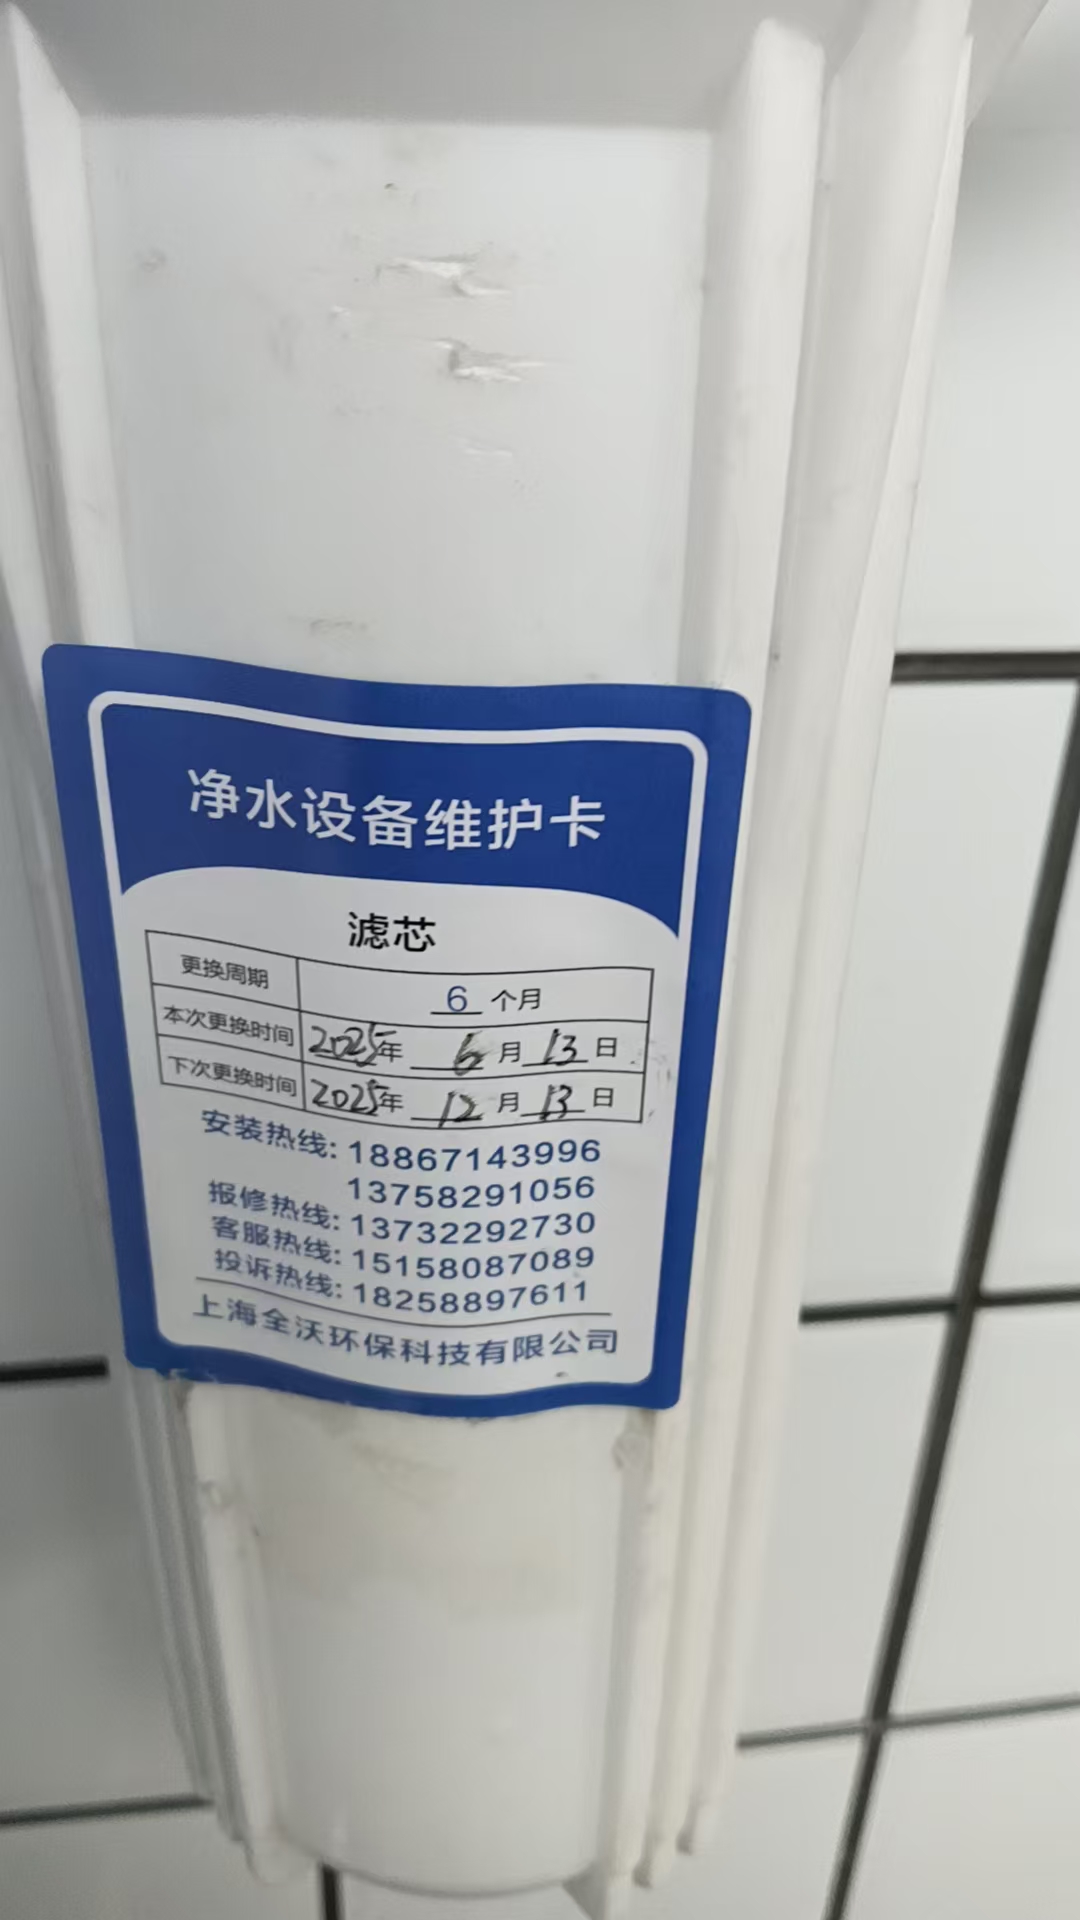 净水设备维护卡
滤芯
更换周期 6 个月
本次更换时间 2025年 6月13日
下次更换时间 2025年 12月13日
安装热线: 18867143996
13758291056
报修热线: 13732292730
客服热线: 15158087089
投诉热线: 18258897611
上海全沃环保科技有限公司